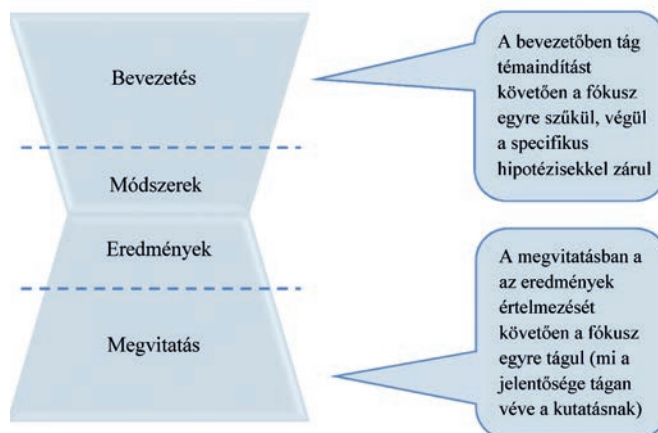 Bevezetés
Módszerek
Eredmények
Megvitatás
A bevezetőben tág
témaindítást
követően a fókusz
egyre szűkül, végül
a specifikus
hipotézisekkel zárul
A megvitatásban a
az eredmények
értelmezését
követően a fókusz
egyre tágul (mi a
jelentősége tágan
véve a kutatásnak)